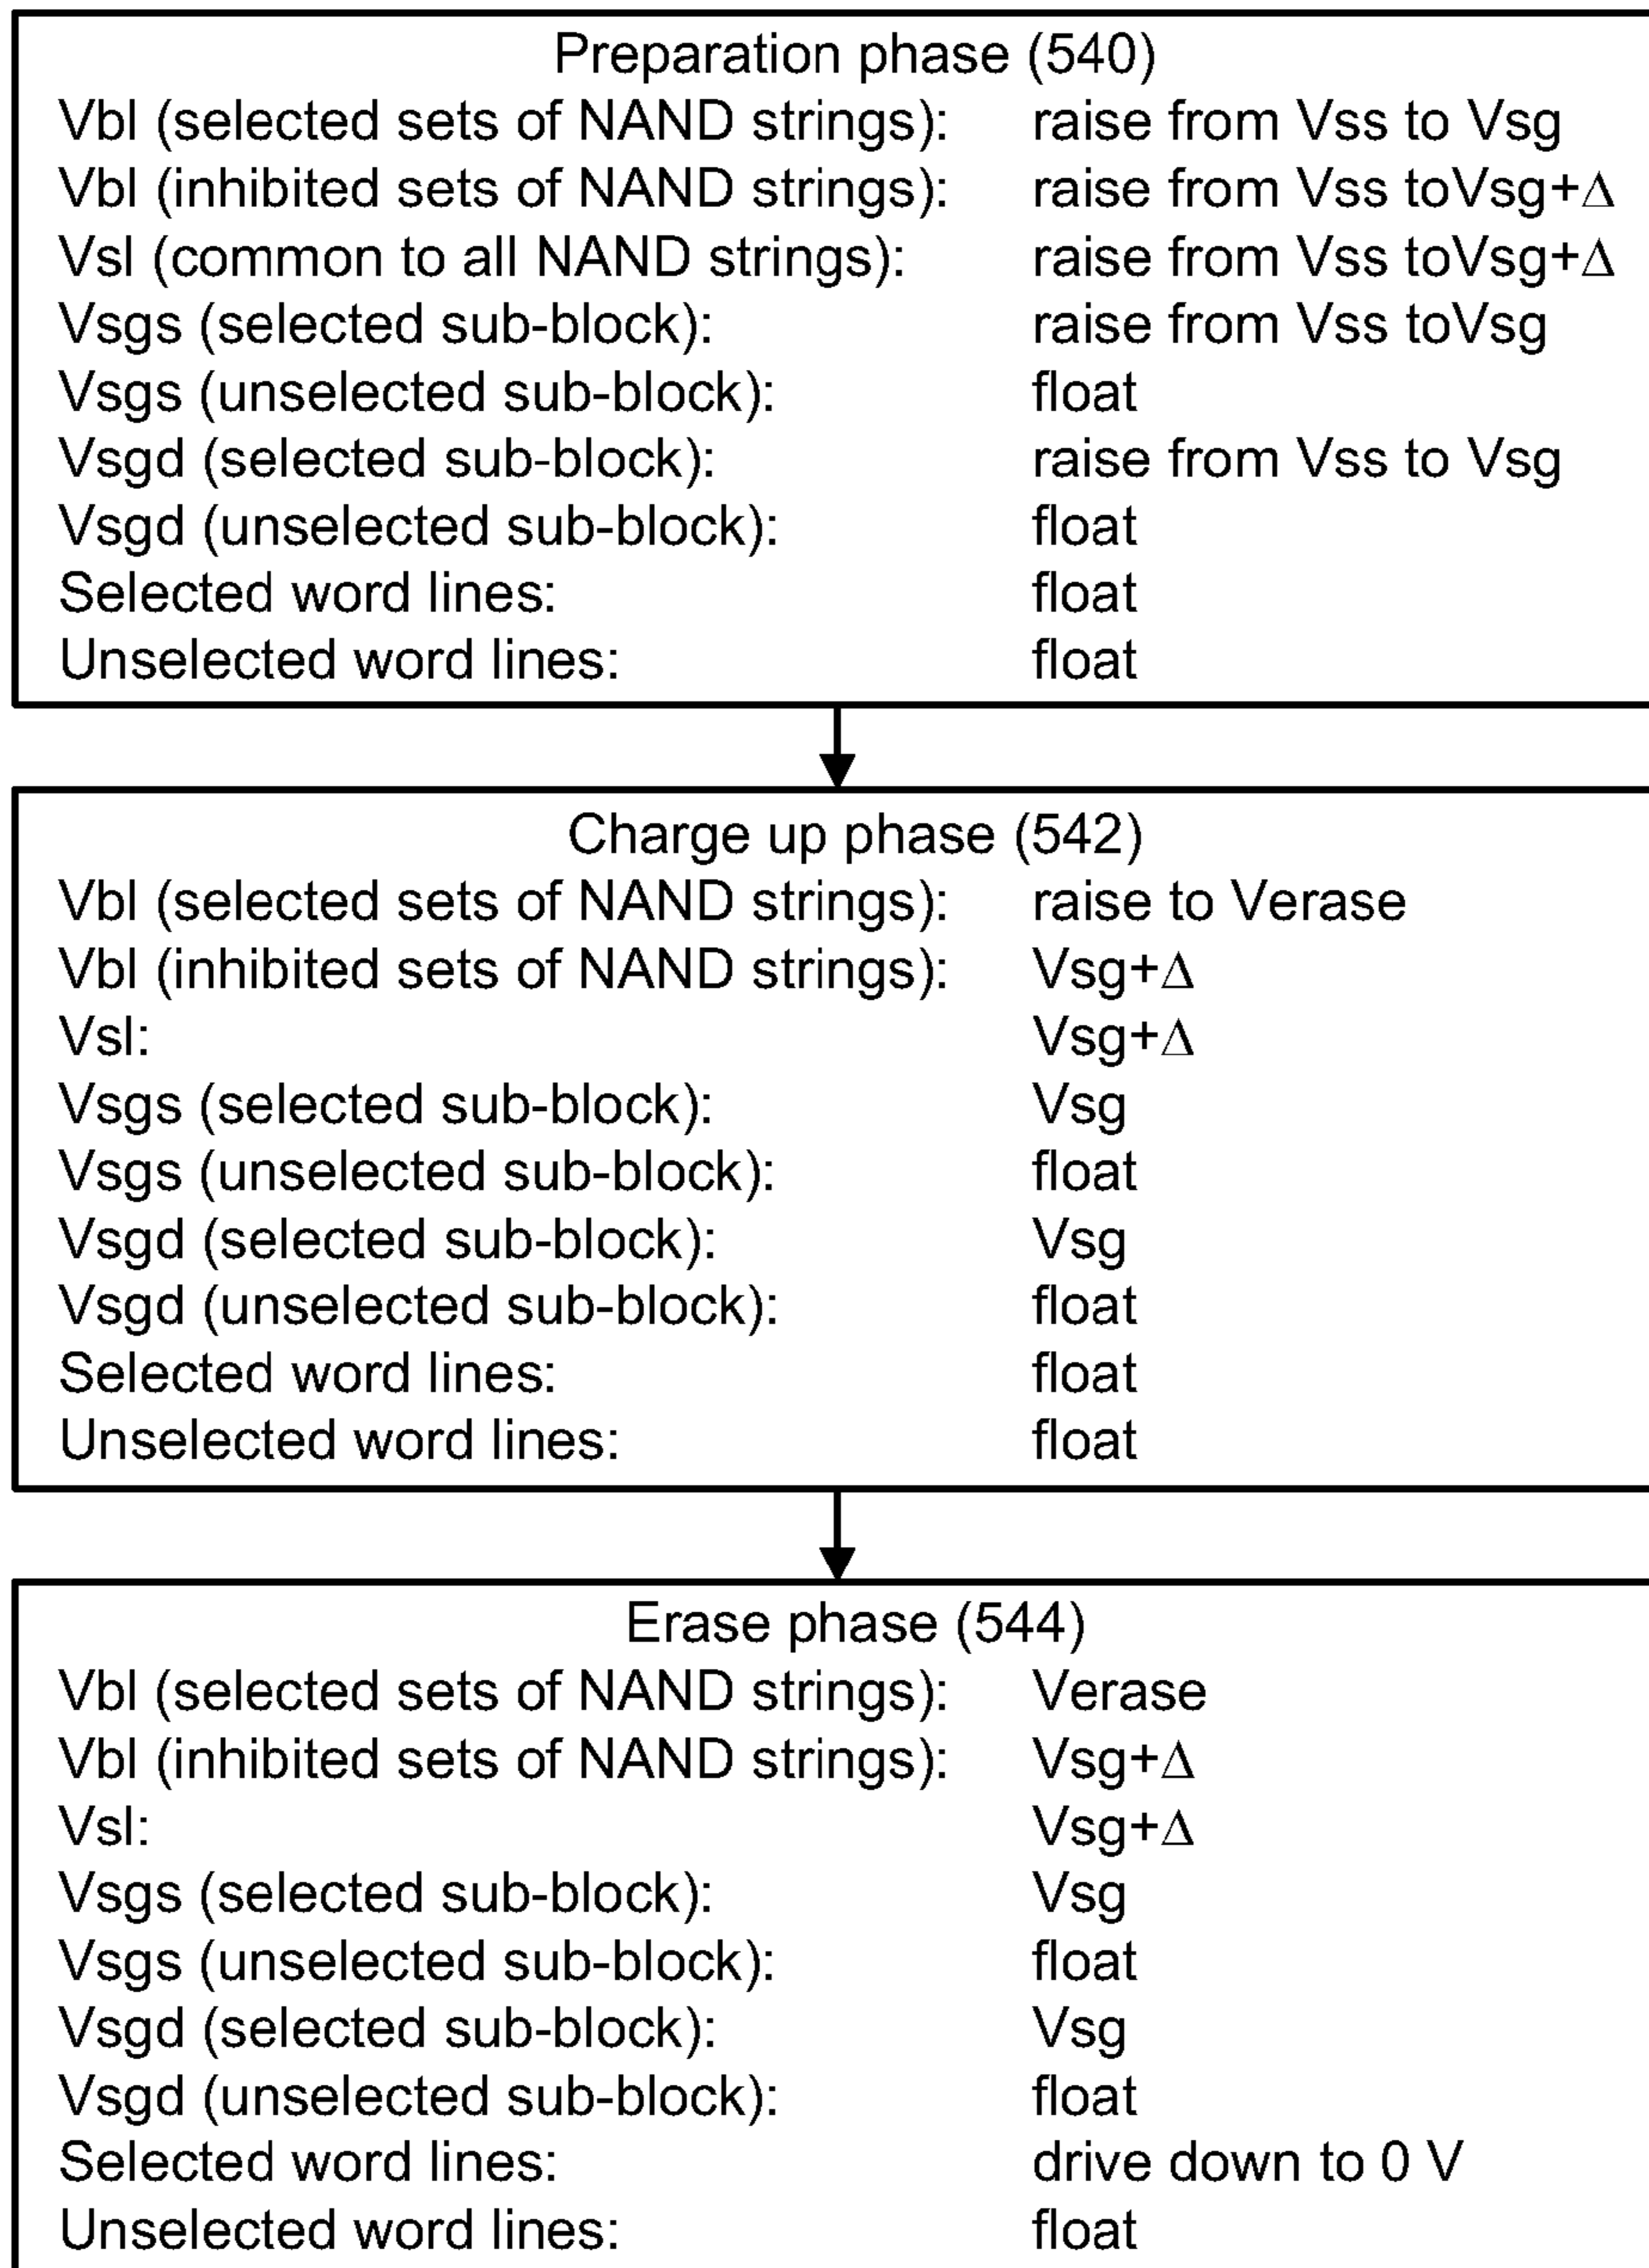 Preparation phase (540)
Vbl (selected sets of NAND strings): raise from Vss to Vsg
Vbl (inhibited sets of NAND strings): raise from Vss toVsg+Δ
Vsl (common to all NAND strings): raise from Vss toVsg+Δ
Vsgs (selected sub-block): raise from Vss toVsg
Vsgs (unselected sub-block): float
Vsgd (selected sub-block): raise from Vss to Vsg
Vsgd (unselected sub-block): float
Selected word lines: float
Unselected word lines: float
Charge up phase (542)
Vbl (selected sets of NAND strings): raise to Verase
Vbl (inhibited sets of NAND strings): Vsg+Δ
Vsl: Vsg+Δ
Vsgs (selected sub-block): Vsg
Vsgs (unselected sub-block): float
Vsgd (selected sub-block): Vsg
Vsgd (unselected sub-block): float
Selected word lines: float
Unselected word lines: float
Erase phase (544)
Vbl (selected sets of NAND strings): Verase
Vbl (inhibited sets of NAND strings): Vsg+Δ
Vsl: Vsg+Δ
Vsgs (selected sub-block): Vsg
Vsgs (unselected sub-block): float
Vsgd (selected sub-block): Vsg
Vsgd (unselected sub-block): float
Selected word lines: drive down to 0 V
Unselected word lines: float